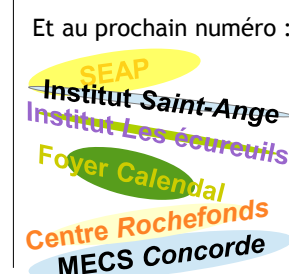 Et au prochain numéro :
SEAP
Institut Saint-Ange
Institut Les écureuils
Foyer Calendal
Centre Rochefonds
MECS Concorde